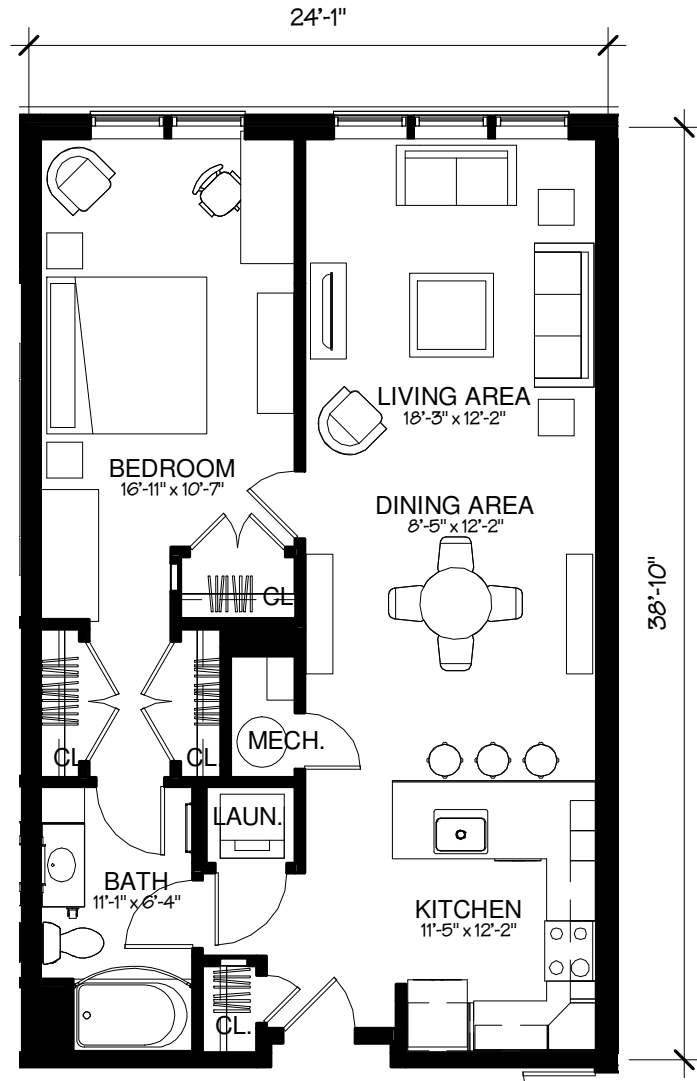 24'-1"
LIVING AREA
18'-3" x 12'-2"
BEDROOM
16'-11" x 10'-7"
DINING AREA
8'-5" x 12'-2"
38'-10"
CL
CL
CL
MECH.
LAUN.
BATH
11'-1" x 6'-4"
KITCHEN
11'-5" x 12'-2"
CL.